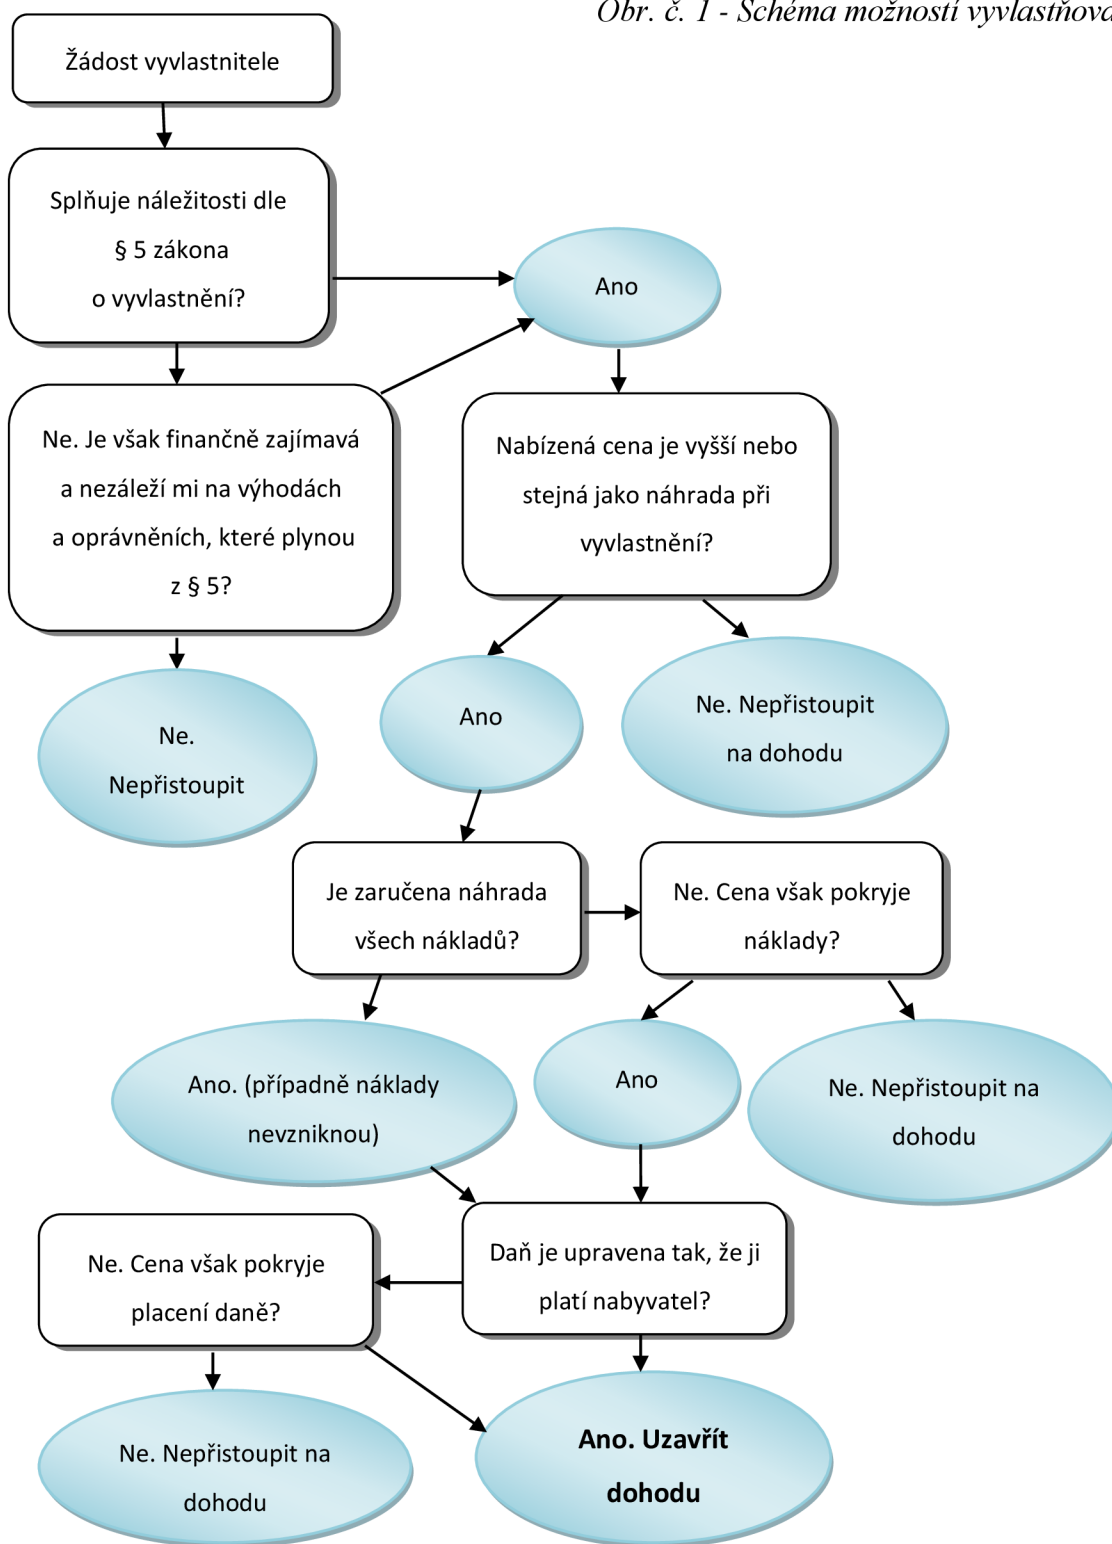 Obr. č. 1 - Schéma možností vyvlastňova
Žádost vyvlastnitele
Splňuje náležitosti dle
§ 5 zákona
o vyvlastnění?
Ano
Ne. Je však finančně zajímavá
a nezáleží mi na výhodách
a oprávněních, které plynou
z § 5?
Nabízená cena je vyšší nebo
stejná jako náhrada při
vyvlastnění?
Ne.
Nepřistoupit
Ano
Ne. Nepřistoupit
na dohodu
Je zaručena náhrada
všech nákladů?
Ne. Cena však pokryje
náklady?
Ano. (případně náklady
nevzniknou)
Ano
Ne. Nepřistoupit na
dohodu
Daň je upravena tak, že ji
platí nabyvatel?
Ne. Cena však pokryje
placení daně?
Ne. Nepřistoupit na
dohodu
Ano. Uzavřít
dohodu